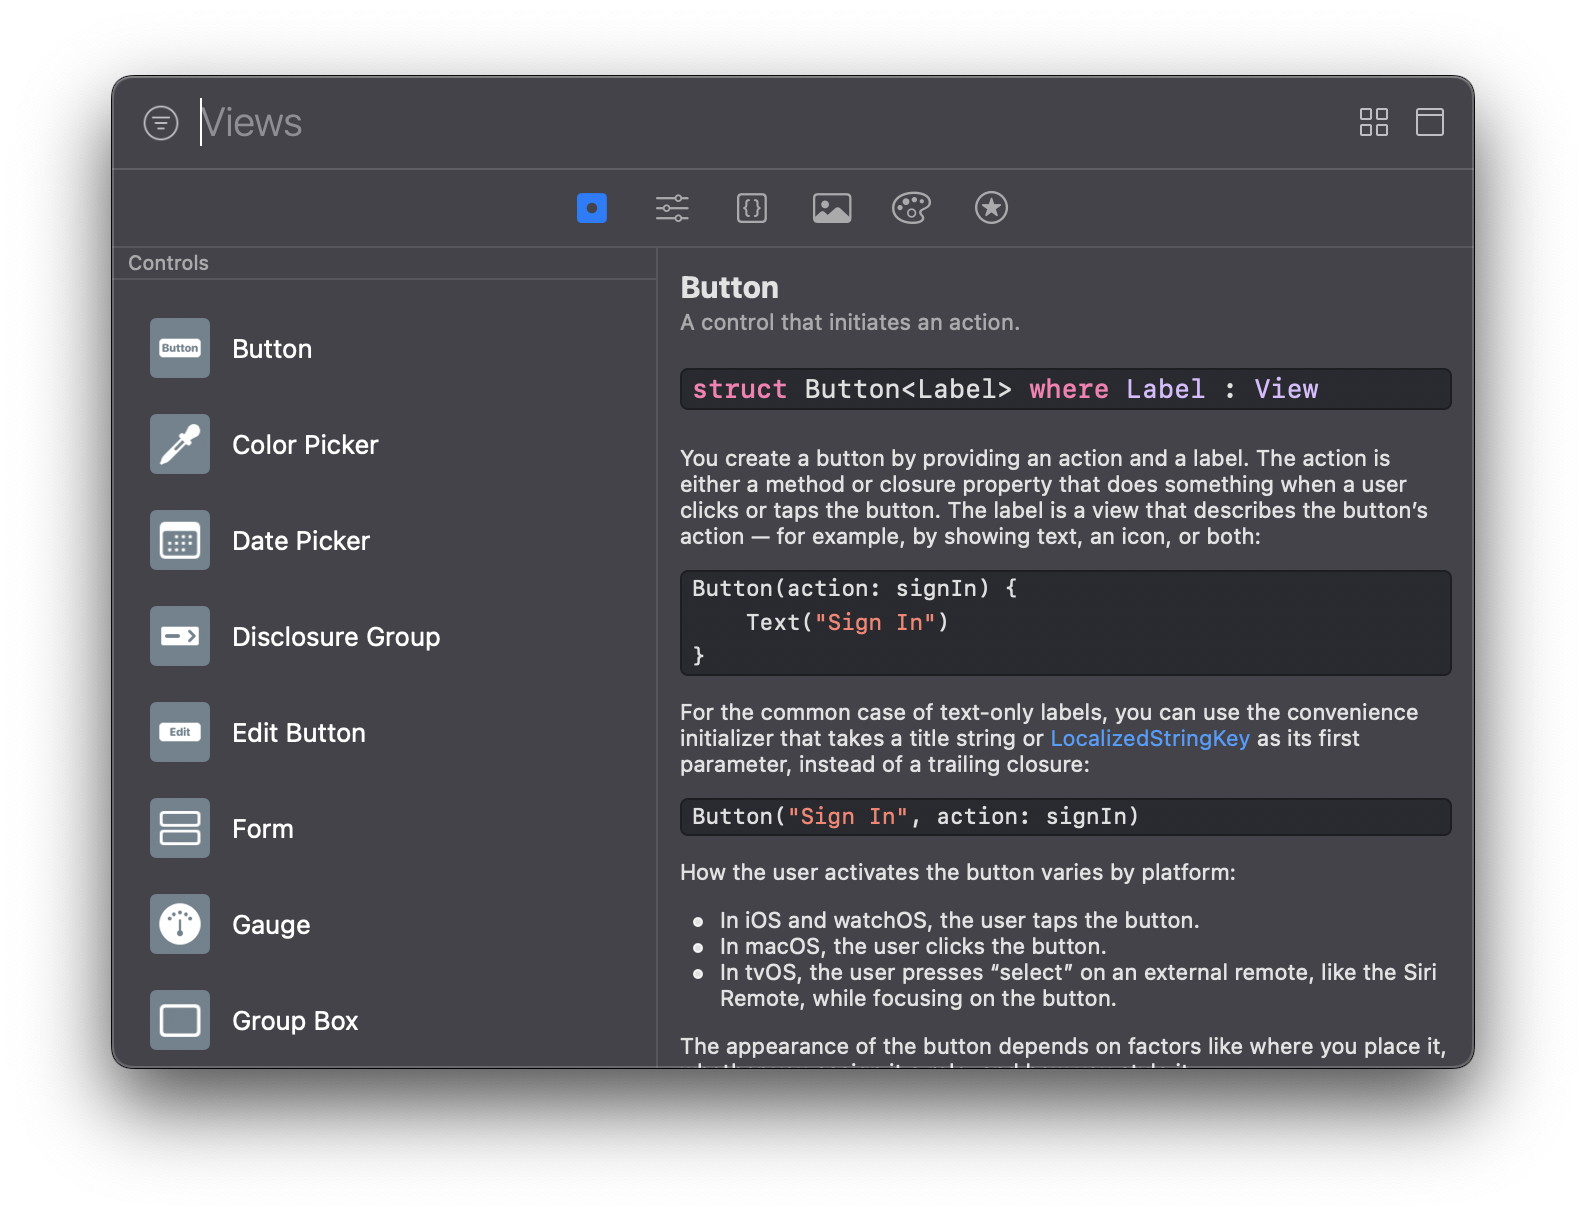 Views
Controls
Button
Button
Color Picker
Date Picker
Disclosure Group
Edit
Edit Button
Form
Gauge
Group Box
Button
A control that initiates an action.
struct Button<Label> where Label : View
You create a button by providing an action and a label. The action is
either a method or closure property that does something when a user
clicks or taps the button. The label is a view that describes the button’s
action — for example, by showing text, an icon, or both:
Button(action: signIn) {
    Text("Sign In")
}
For the common case of text-only labels, you can use the convenience
initializer that takes a title string or LocalizedStringKey as its first
parameter, instead of a trailing closure:
Button("Sign In", action: signIn)
How the user activates the button varies by platform:
● In iOS and watchOS, the user taps the button.
● In macOS, the user clicks the button.
● In tvOS, the user presses “select” on an external remote, like the Siri
Remote, while focusing on the button.
The appearance of the button depends on factors like where you place it,